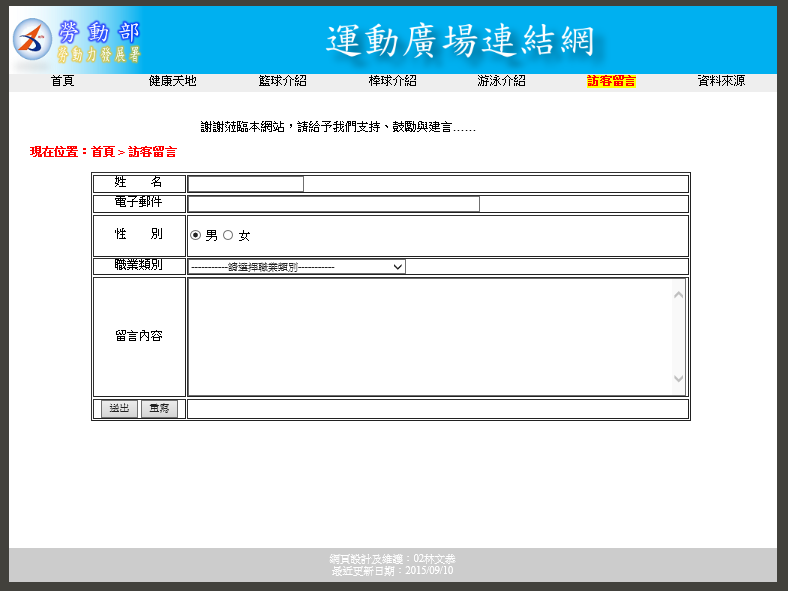 勞動部
勞動力發展署
運動廣場連結網
首頁 健康天地 籃球介紹 棒球介紹 游泳介紹 訪客留言 資料來源
謝謝蒞臨本網站，請給予我們支持、鼓勵與建言……
現在位置：首頁 > 訪客留言
姓 名
電子郵件
性 別 男 女
職業類別 -----------請選擇職業類別-----------
留言內容
送出 重寫
網頁設計及維護：02林文恭
最近更新日期：2015/09/10